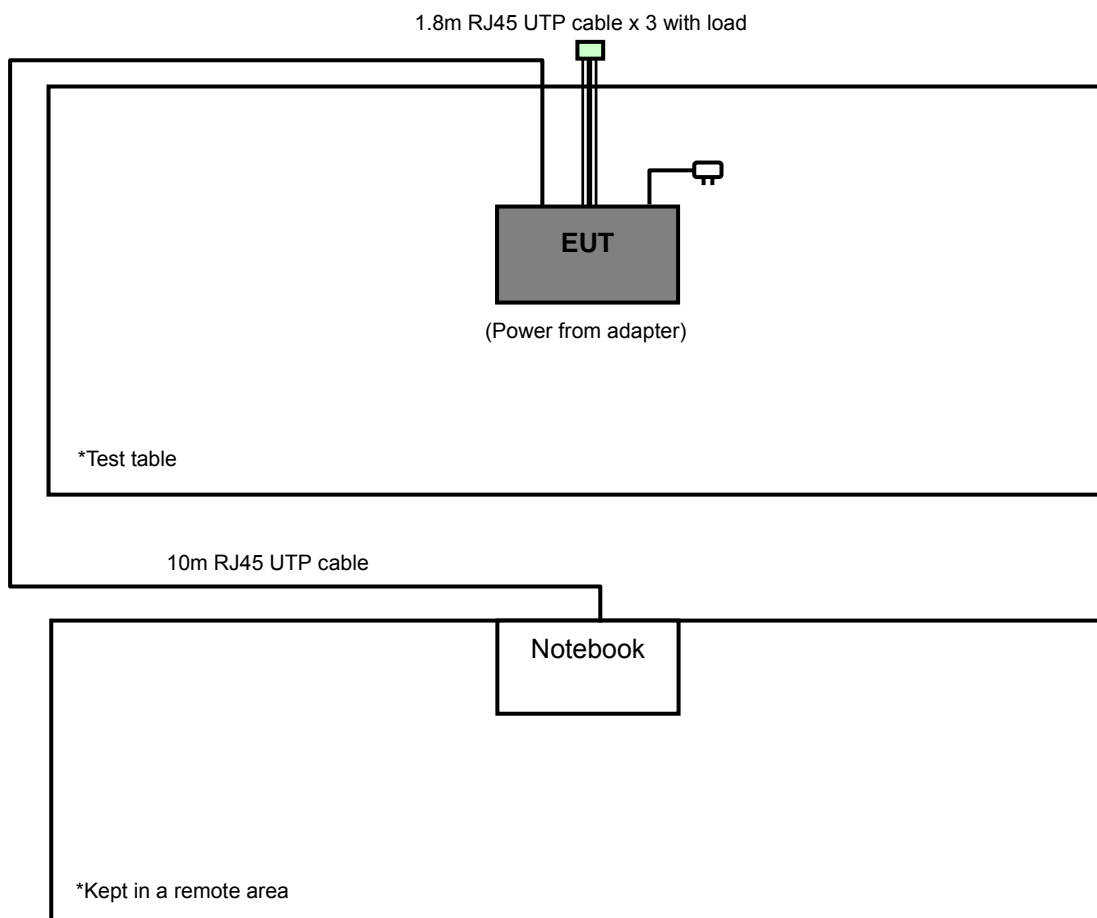 1.8m RJ45 UTP cable x 3 with load
EUT
(Power from adapter)
*Test table
10m RJ45 UTP cable
Notebook
*Kept in a remote area